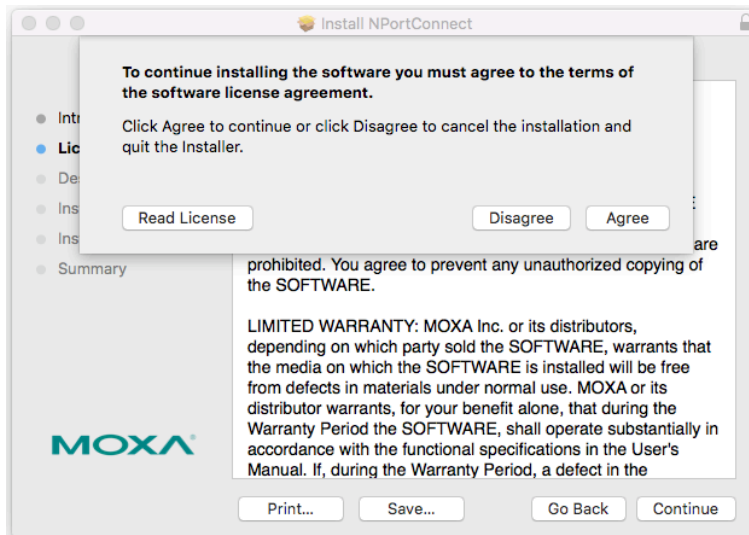 Install NPortConnect
To continue installing the software you must agree to the terms of
the software license agreement.
Click Agree to continue or click Disagree to cancel the installation and
quit the Installer.
Read License
Disagree
Agree
Summary
are
prohibited. You agree to prevent any unauthorized copying of
the SOFTWARE.
LIMITED WARRANTY: MOXA Inc. or its distributors,
depending on which party sold the SOFTWARE, warrants that
the media on which the SOFTWARE is installed will be free
from defects in materials under normal use. MOXA or its
distributor warrants, for your benefit alone, that during the
Warranty Period the SOFTWARE, shall operate substantially in
accordance with the functional specifications in the User's
Manual. If, during the Warranty Period, a defect in the
MOXA
Print...
Save...
Go Back
Continue